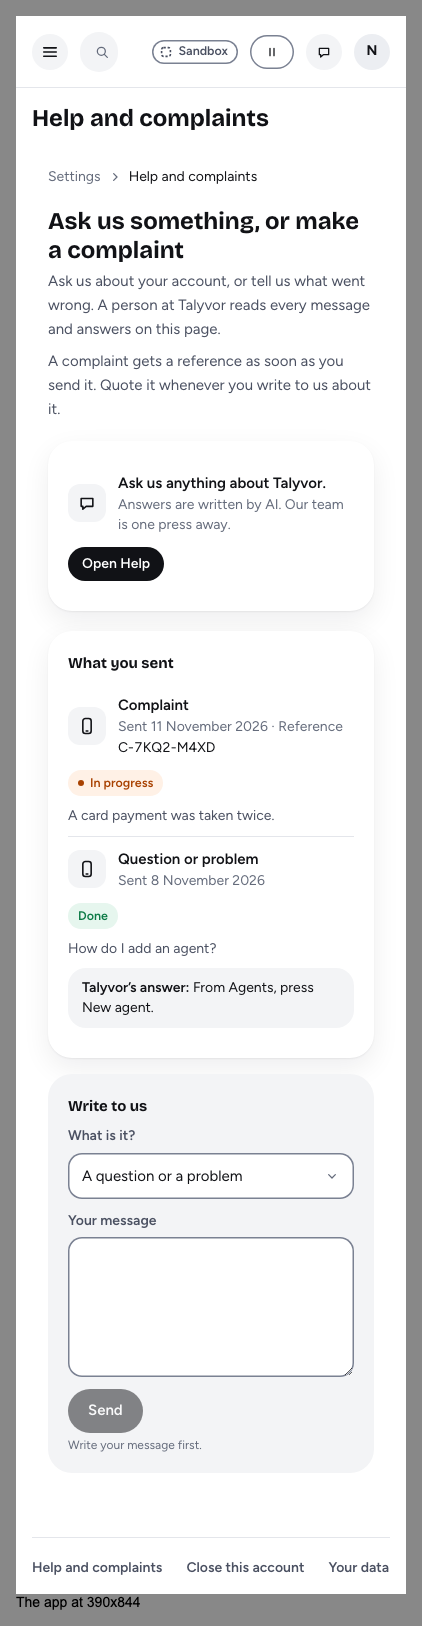 Sandbox
N
Help and complaints
Settings > Help and complaints
Ask us something, or make
a complaint
Ask us about your account, or tell us what went
wrong. A person at Talyvor reads every message
and answers on this page.
A complaint gets a reference as soon as you
send it. Quote it whenever you write to us about
it.
Ask us anything about Talyvor.
Answers are written by AI. Our team
is one press away.
Open Help
What you sent
Complaint
Sent 11 November 2026 · Reference
C-7KQ2-M4XD
In progress
A card payment was taken twice.
Question or problem
Sent 8 November 2026
Done
How do I add an agent?
Talyvor’s answer: From Agents, press
New agent.
Write to us
What is it?
A question or a problem
Your message
Send
Write your message first.
Help and complaints Close this account Your data
The app at 390x844